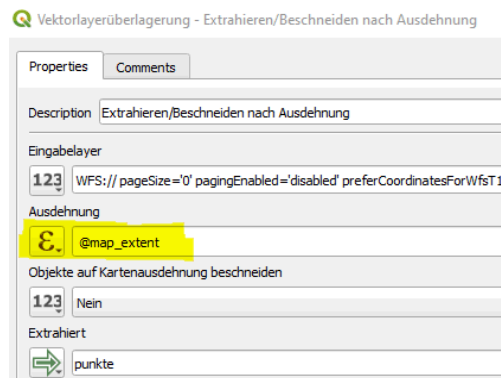 Vektorlayerüberlagerung - Extrahieren/Beschneiden nach Ausdehnung
Properties Comments
Description Extrahieren/Beschneiden nach Ausdehnung
Eingabelayer
123 WFS:// pageSize='0' pagingEnabled='disabled' preferCoordinatesForWfsT1
Ausdehnung
ε @map_extent
Objekte auf Kartenausdehnung beschneiden
123 Nein
Extrahiert
punkte